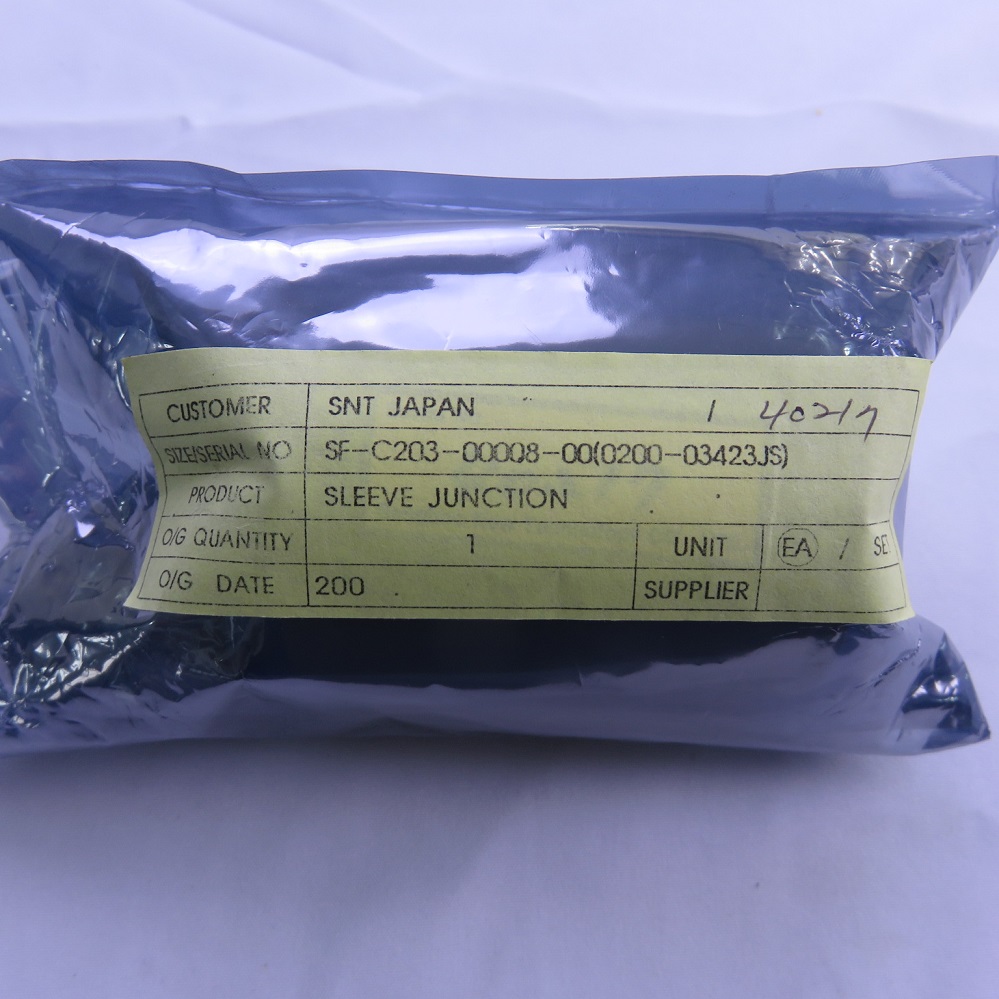 CUSTOMER SNT JAPAN 1 40217
SIZE/SERIAL NO SF-C203-00008-00(0200-03423JS)
PRODUCT SLEEVE JUNCTION
O/G QUANTITY 1 UNIT EA / SE
O/G DATE 200 . SUPPLIER